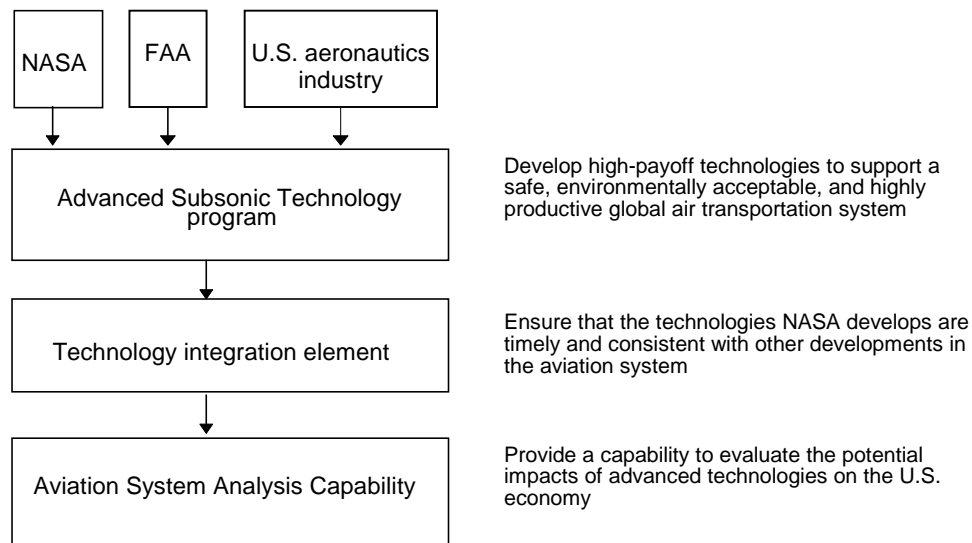 NASA
FAA
U.S. aeronautics
industry
Advanced Subsonic Technology
program
Develop high-payoff technologies to support a
safe, environmentally acceptable, and highly
productive global air transportation system
Technology integration element
Ensure that the technologies NASA develops are
timely and consistent with other developments in
the aviation system
Aviation System Analysis Capability
Provide a capability to evaluate the potential
impacts of advanced technologies on the U.S.
economy